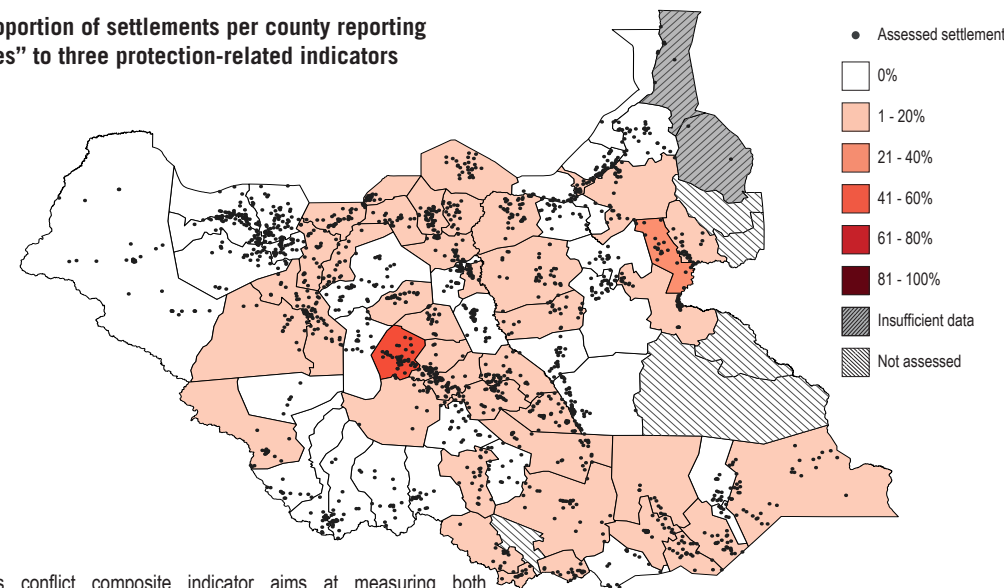 oportion of settlements per county reporting
es” to three protection-related indicators
Assessed settlement
0%
1 - 20%
21 - 40%
41 - 60%
61 - 80%
81 - 100%
Insufficient data
Not assessed
s conflict composite indicator aims at measuring both